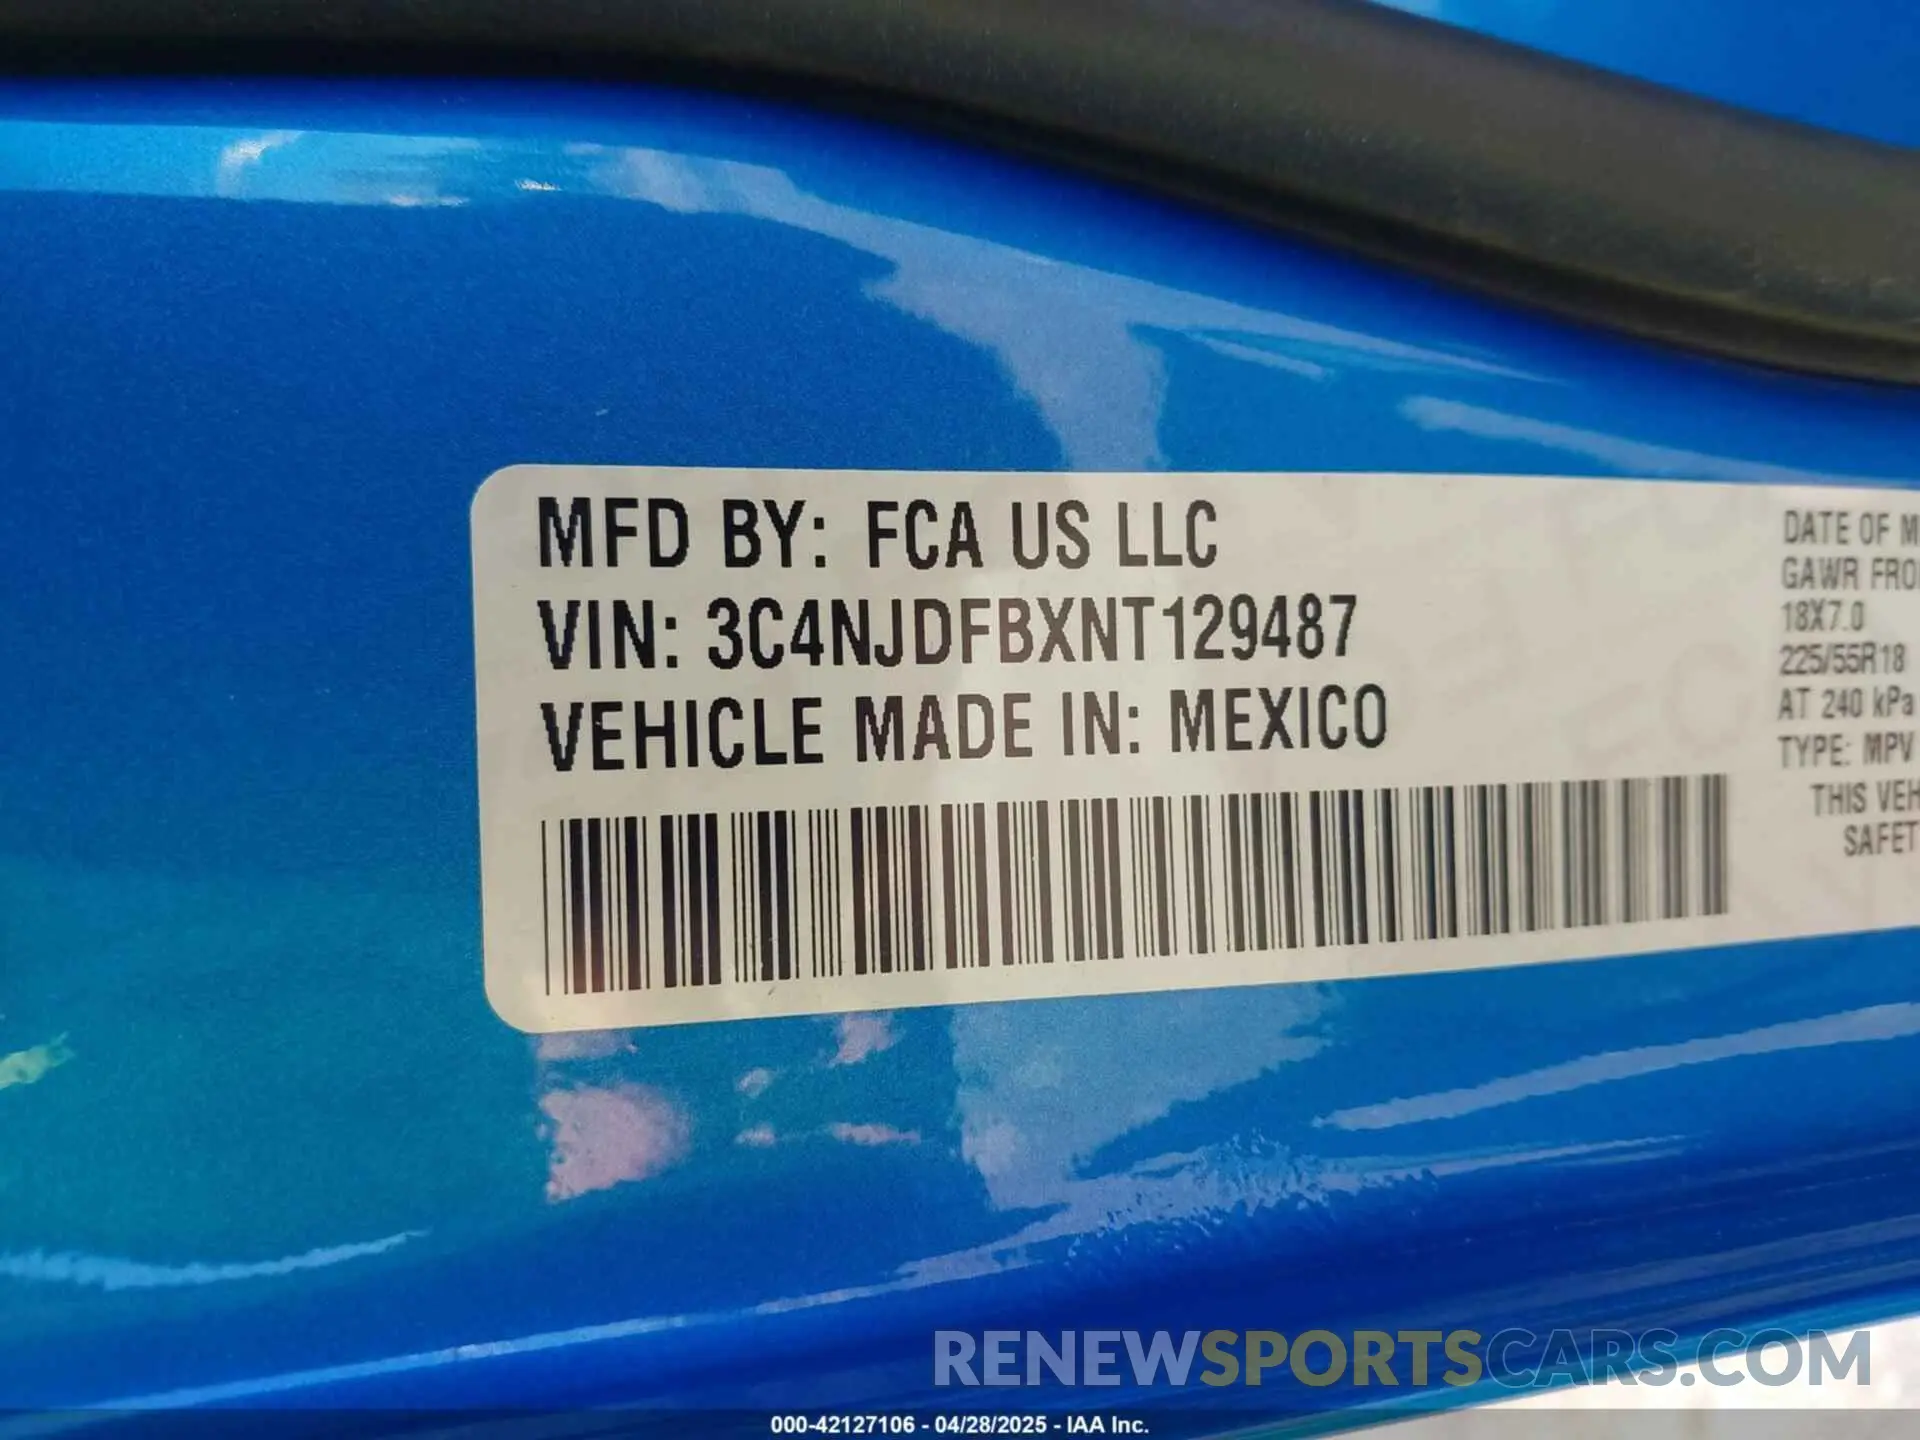 MFD BY: FCA US LLC
VIN: 3C4NJDFBXNT129487
VEHICLE MADE IN: MEXICO
DATE OF M
GAWR FRO
18X7.0
225/55R18
AT 240 kPa
TYPE: MPV
THIS VEH
SAFET
RENEWSPORTSCARS.COM
000-42127106 - 04/28/2025 - IAA Inc.